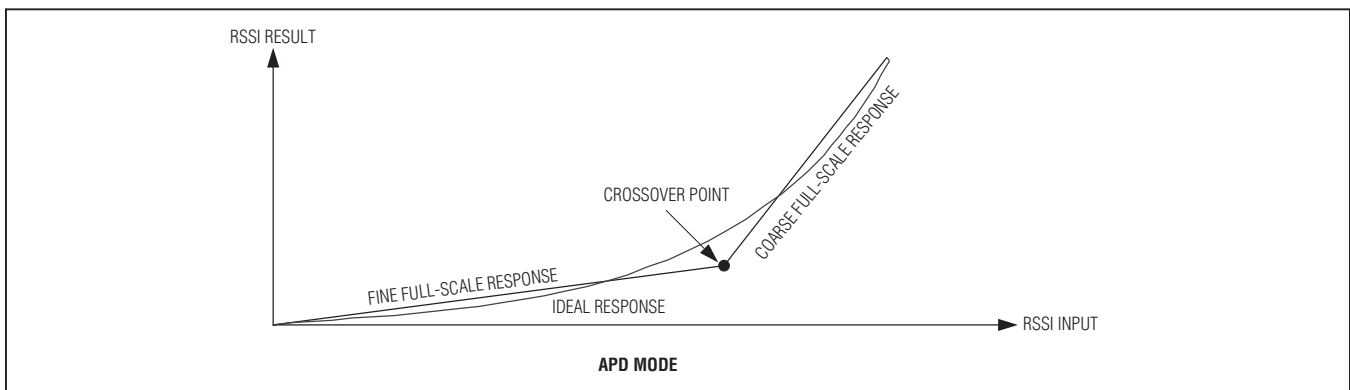 RSSI RESULT
CROSSOVER POINT
COARSE FULL-SCALE RESPONSE
FINE FULL-SCALE RESPONSE
IDEAL RESPONSE
RSSI INPUT
APD MODE